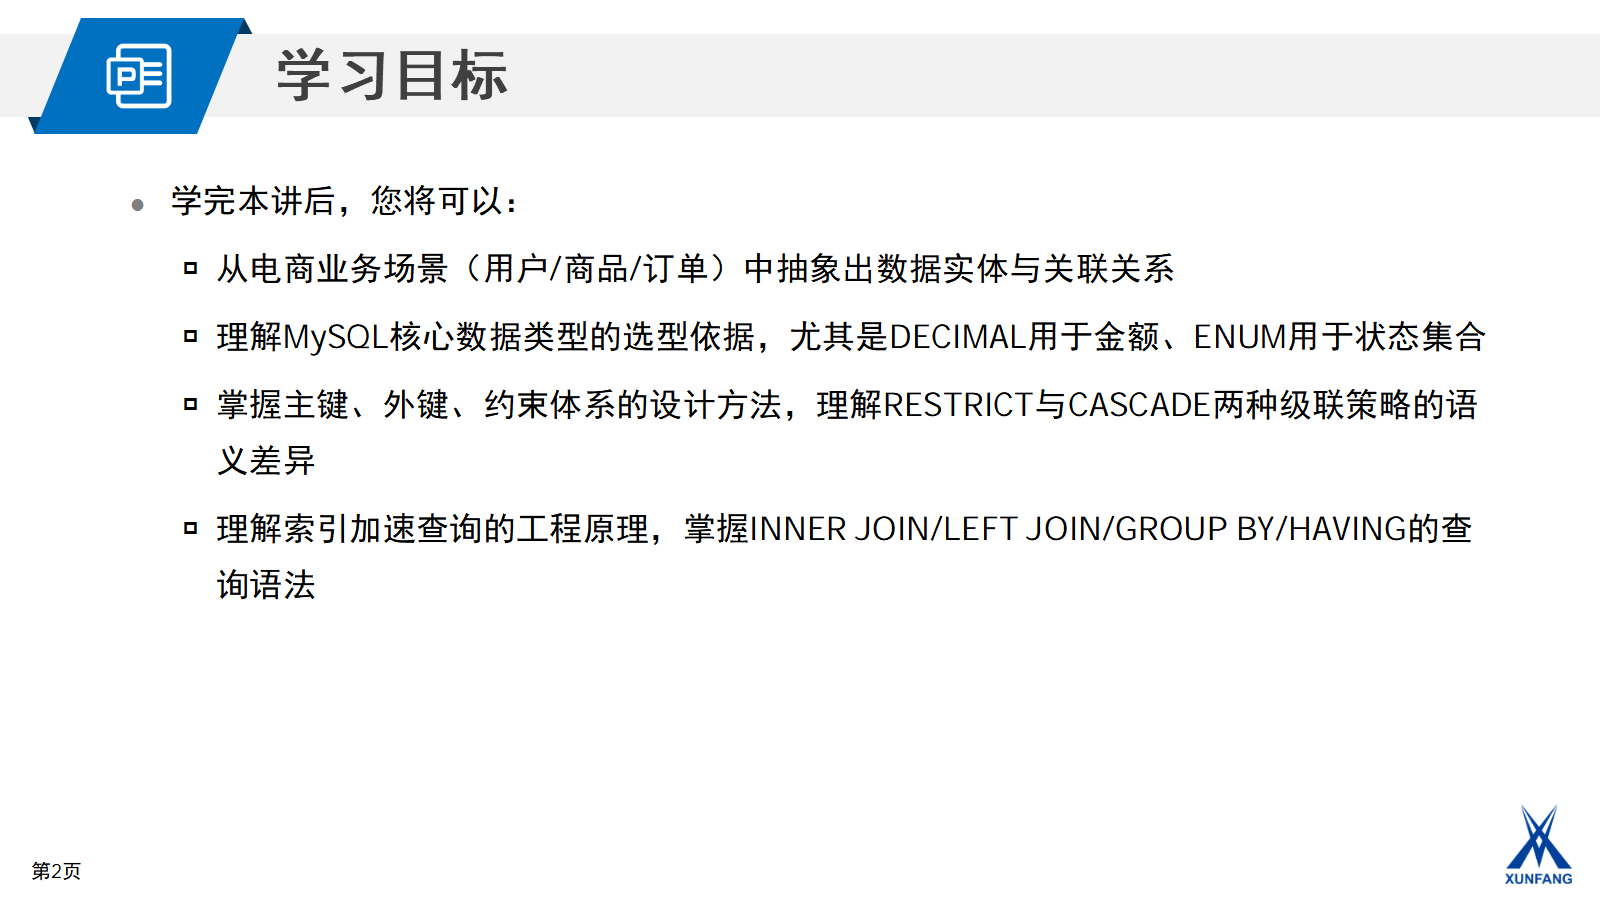 学习目标
学完本讲后，您将可以：
从电商业务场景（用户/商品/订单）中抽象出数据实体与关联关系
理解MySQL核心数据类型的选型依据，尤其是DECIMAL用于金额、ENUM用于状态集合
掌握主键、外键、约束体系的设计方法，理解RESTRICT与CASCADE两种级联策略的语
义差异
理解索引加速查询的工程原理，掌握INNER JOIN/LEFT JOIN/GROUP BY/HAVING的查
询语法
第2页
XUNFANG